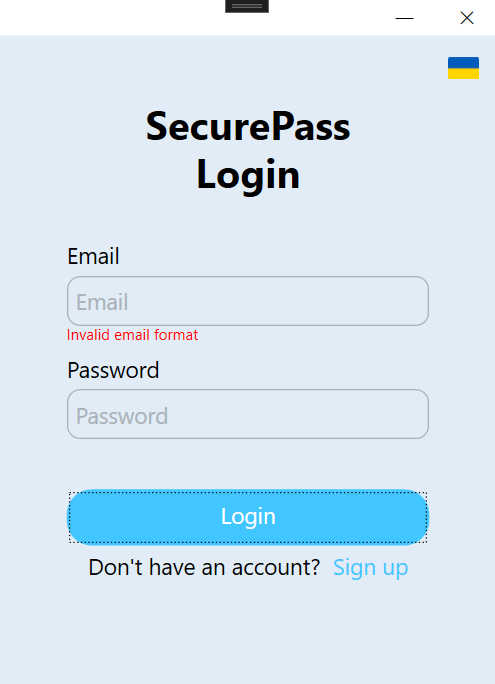 SecurePass
Login
Email
Email
Invalid email format
Password
Password
Login
Don't have an account? Sign up